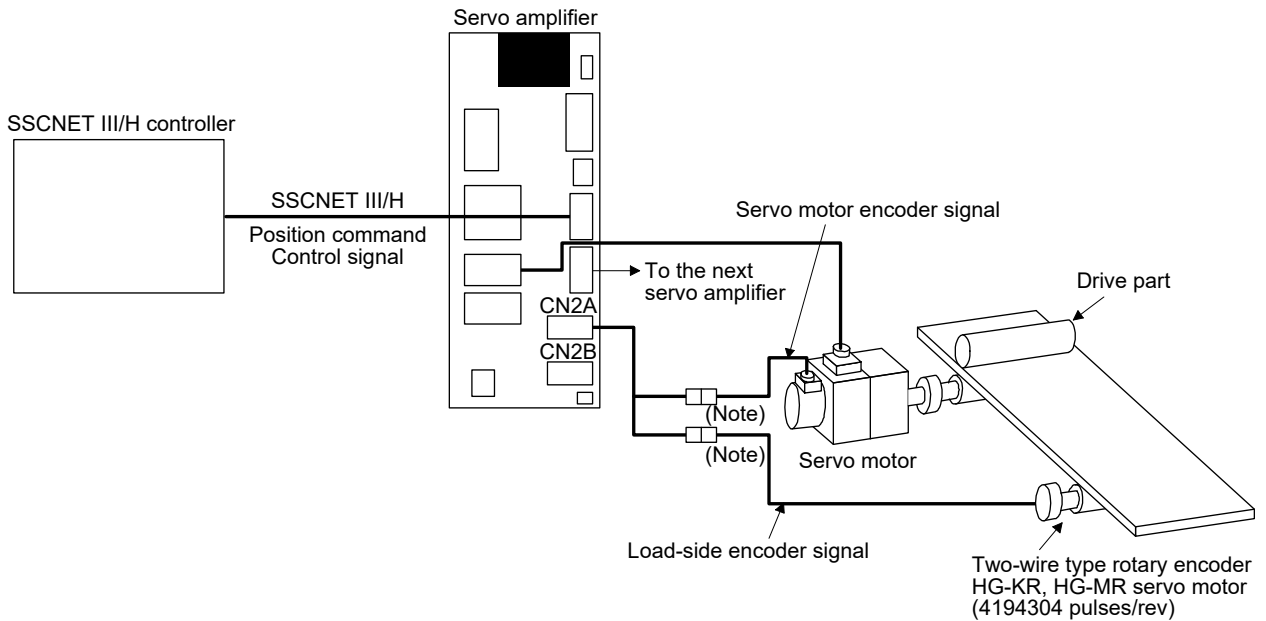 Servo amplifier
SSCNET III/H controller
SSCNET III/H
Position command
Control signal
Servo motor encoder signal
To the next
servo amplifier
Drive part
CN2A
CN2B
(Note)
(Note)
Servo motor
Load-side encoder signal
Two-wire type rotary encoder
HG-KR, HG-MR servo motor
(4194304 pulses/rev)